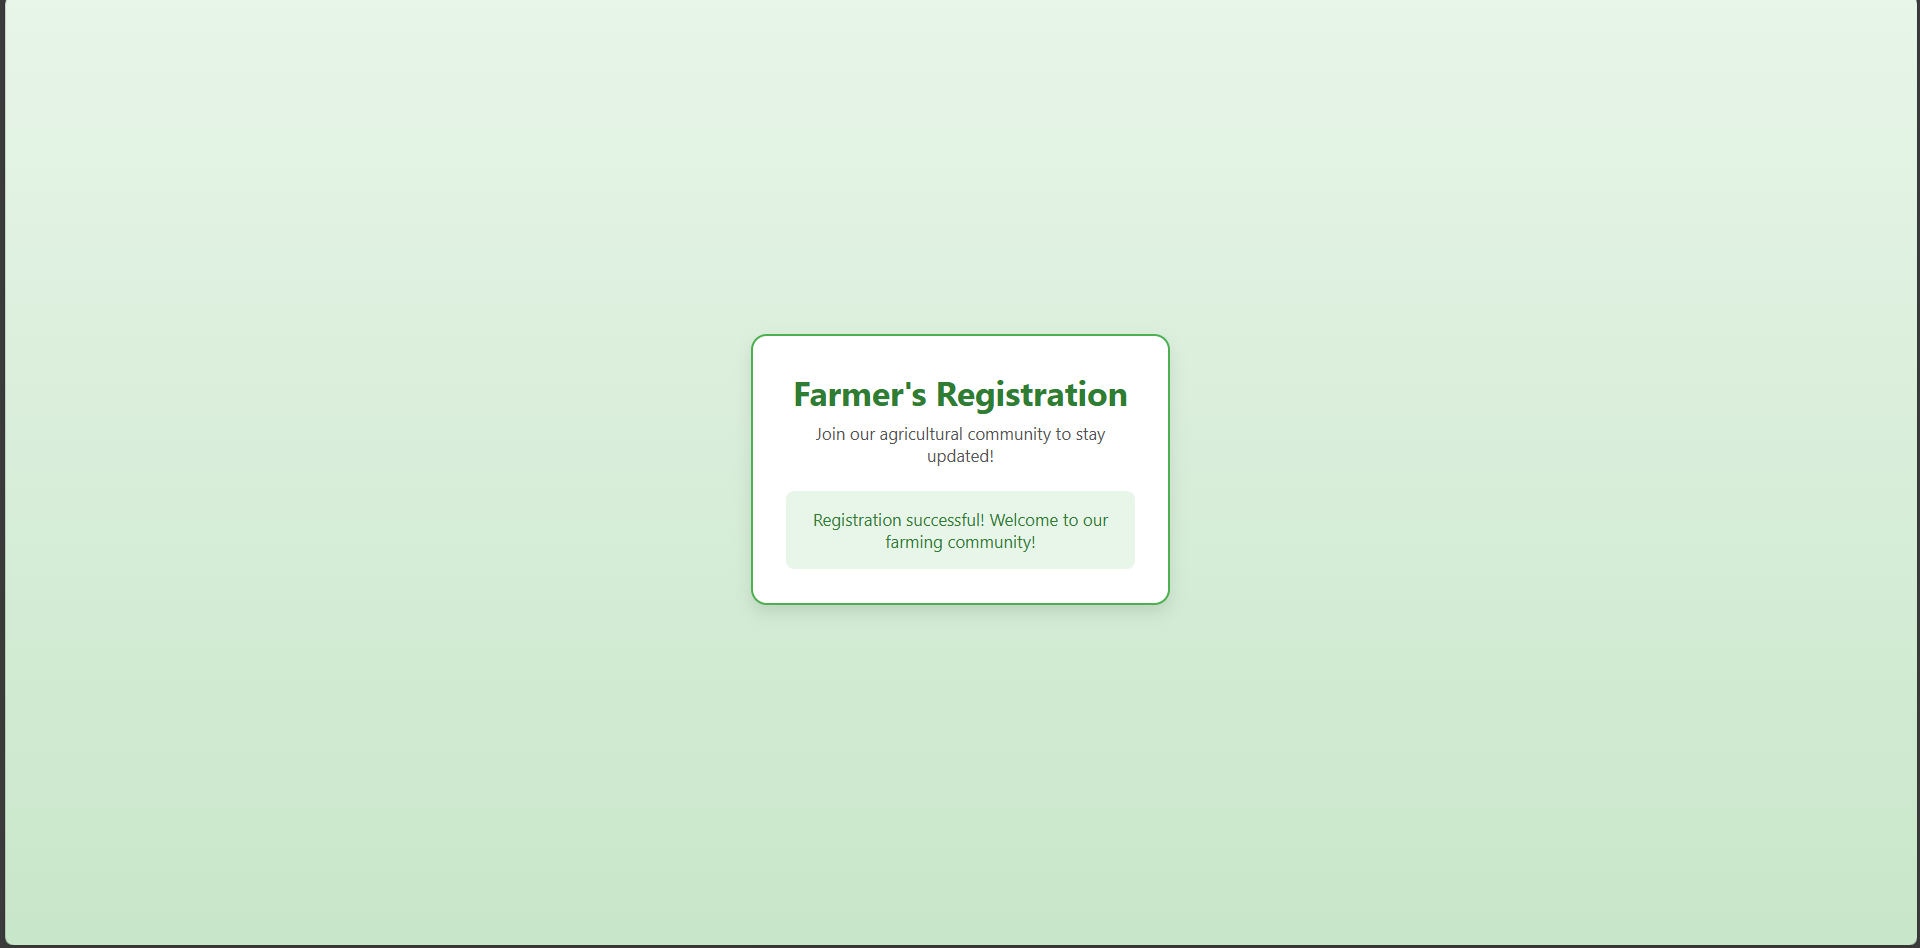 Farmer's Registration
Join our agricultural community to stay
updated!
Registration successful! Welcome to our
farming community!